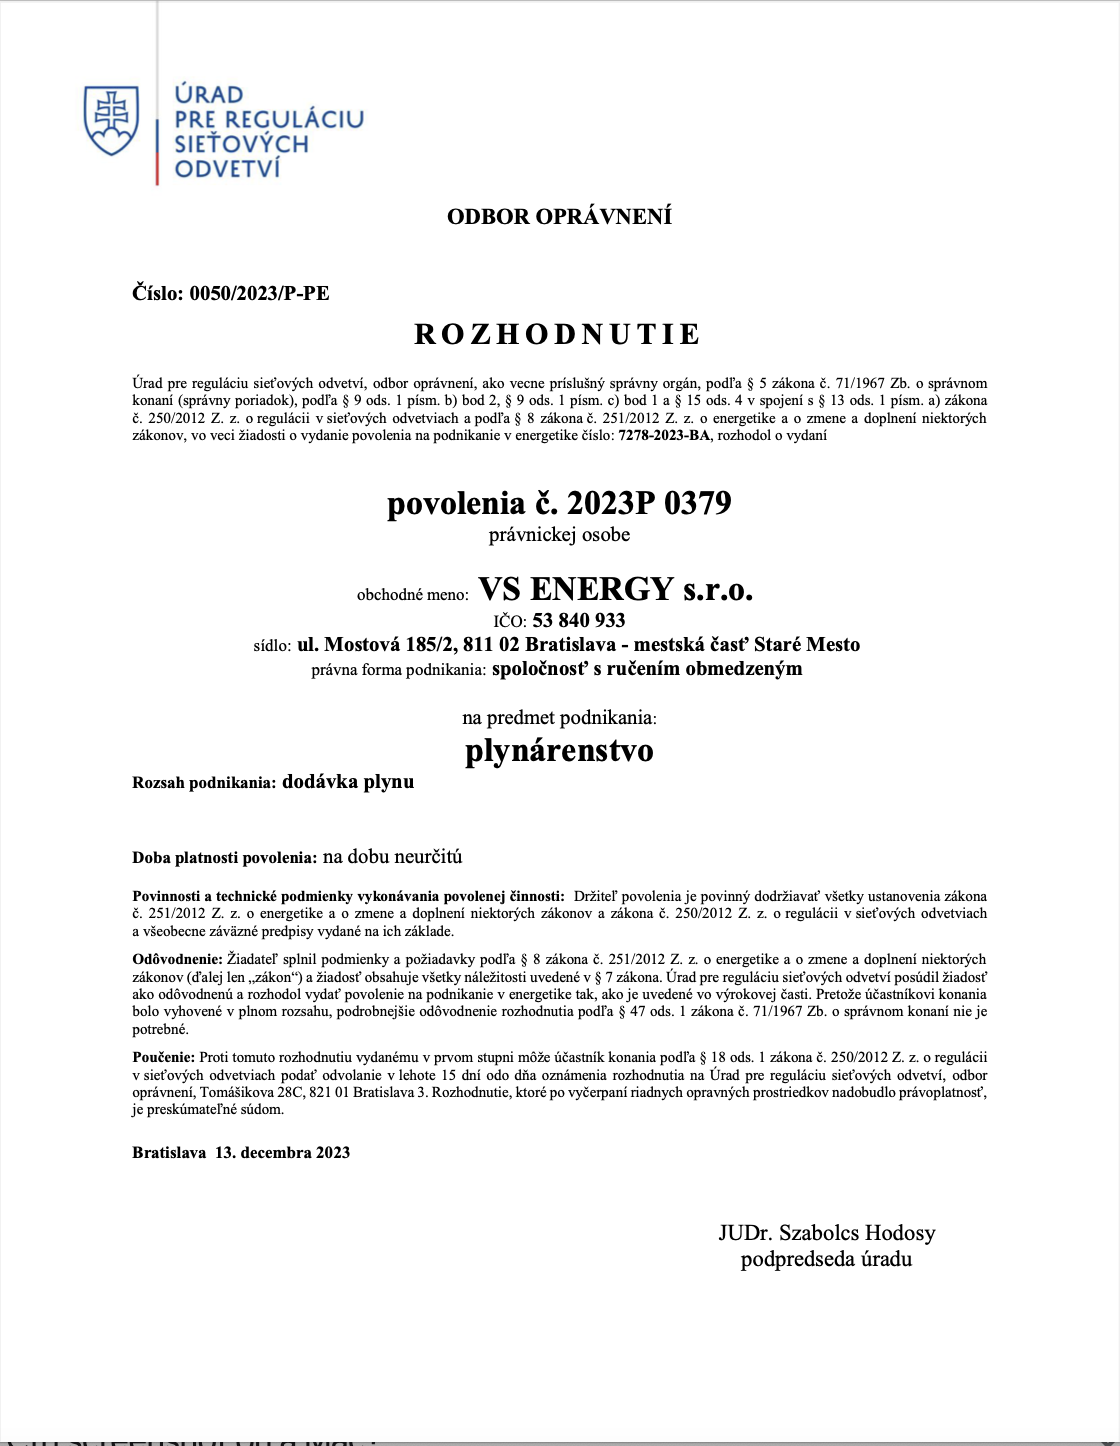 ÚRAD
PRE REGULÁCIU
SIEŤOVÝCH
ODVETVÍ
ODBOR OPRÁVNENÍ
Číslo: 0050/2023/P-PE
ROZHODNUTIE
Úrad pre reguláciu sieťových odvetví, odbor oprávnení, ako vecne príslušný správny orgán, podľa § 5 zákona č. 71/1967 Zb. o správnom
konaní (správny poriadok), podľa § 9 ods. 1 písm. b) bod 2, § 9 ods. 1 písm. c) bod 1 a § 15 ods. 4 v spojení s § 13 ods. 1 písm. a) zákona
č. 250/2012 Z. z. o regulácii v sieťových odvetviach a podľa § 8 zákona č. 251/2012 Z. z. o energetike a o zmene a doplnení niektorých
zákonov, vo veci žiadosti o vydanie povolenia na podnikanie v energetike číslo: 7278-2023-BA, rozhodol o vydaní
povolenia č. 2023P 0379
právnickej osobe
obchodné meno: VS ENERGY s.r.o.
IČO: 53 840 933
sídlo: ul. Mostová 185/2, 811 02 Bratislava - mestská časť Staré Mesto
právna forma podnikania: spoločnosť s ručením obmedzeným
na predmet podnikania:
plynárenstvo
Rozsah podnikania: dodávka plynu
Doba platnosti povolenia: na dobu neurčitú
Povinnosti a technické podmienky vykonávania povolenej činnosti: Držiteľ povolenia je povinný dodržiavať všetky ustanovenia zákona
č. 251/2012 Z. z. o energetike a o zmene a doplnení niektorých zákonov a zákona č. 250/2012 Z. z. o regulácii v sieťových odvetviach
a všeobecne záväzné predpisy vydané na ich základe.
Odôvodnenie: Žiadateľ splnil podmienky a požiadavky podľa § 8 zákona č. 251/2012 Z. z. o energetike a o zmene a doplnení niektorých
zákonov (ďalej len „zákon“) a žiadosť obsahuje všetky náležitosti uvedené v § 7 zákona. Úrad pre reguláciu sieťových odvetví posúdil žiadosť
ako odôvodnenú a rozhodol vydať povolenie na podnikanie v energetike tak, ako je uvedené vo výrokovej časti. Pretože účastníkovi konania
bolo vyhovené v plnom rozsahu, podrobnejšie odôvodnenie rozhodnutia podľa § 47 ods. 1 zákona č. 71/1967 Zb. o správnom konaní nie je
potrebné.
Poučenie: Proti tomuto rozhodnutiu vydanému v prvom stupni môže účastník konania podľa § 18 ods. 1 zákona č. 250/2012 Z. z. o regulácii
v sieťových odvetviach podať odvolanie v lehote 15 dní odo dňa oznámenia rozhodnutia na Úrad pre reguláciu sieťových odvetví, odbor
oprávnení, Tomášikova 28C, 821 01 Bratislava 3. Rozhodnutie, ktoré po vyčerpaní riadnych opravných prostriedkov nadobudlo právoplatnosť,
je preskúmateľné súdom.
Bratislava 13. decembra 2023
JUDr. Szabolcs Hodosy
podpredseda úradu